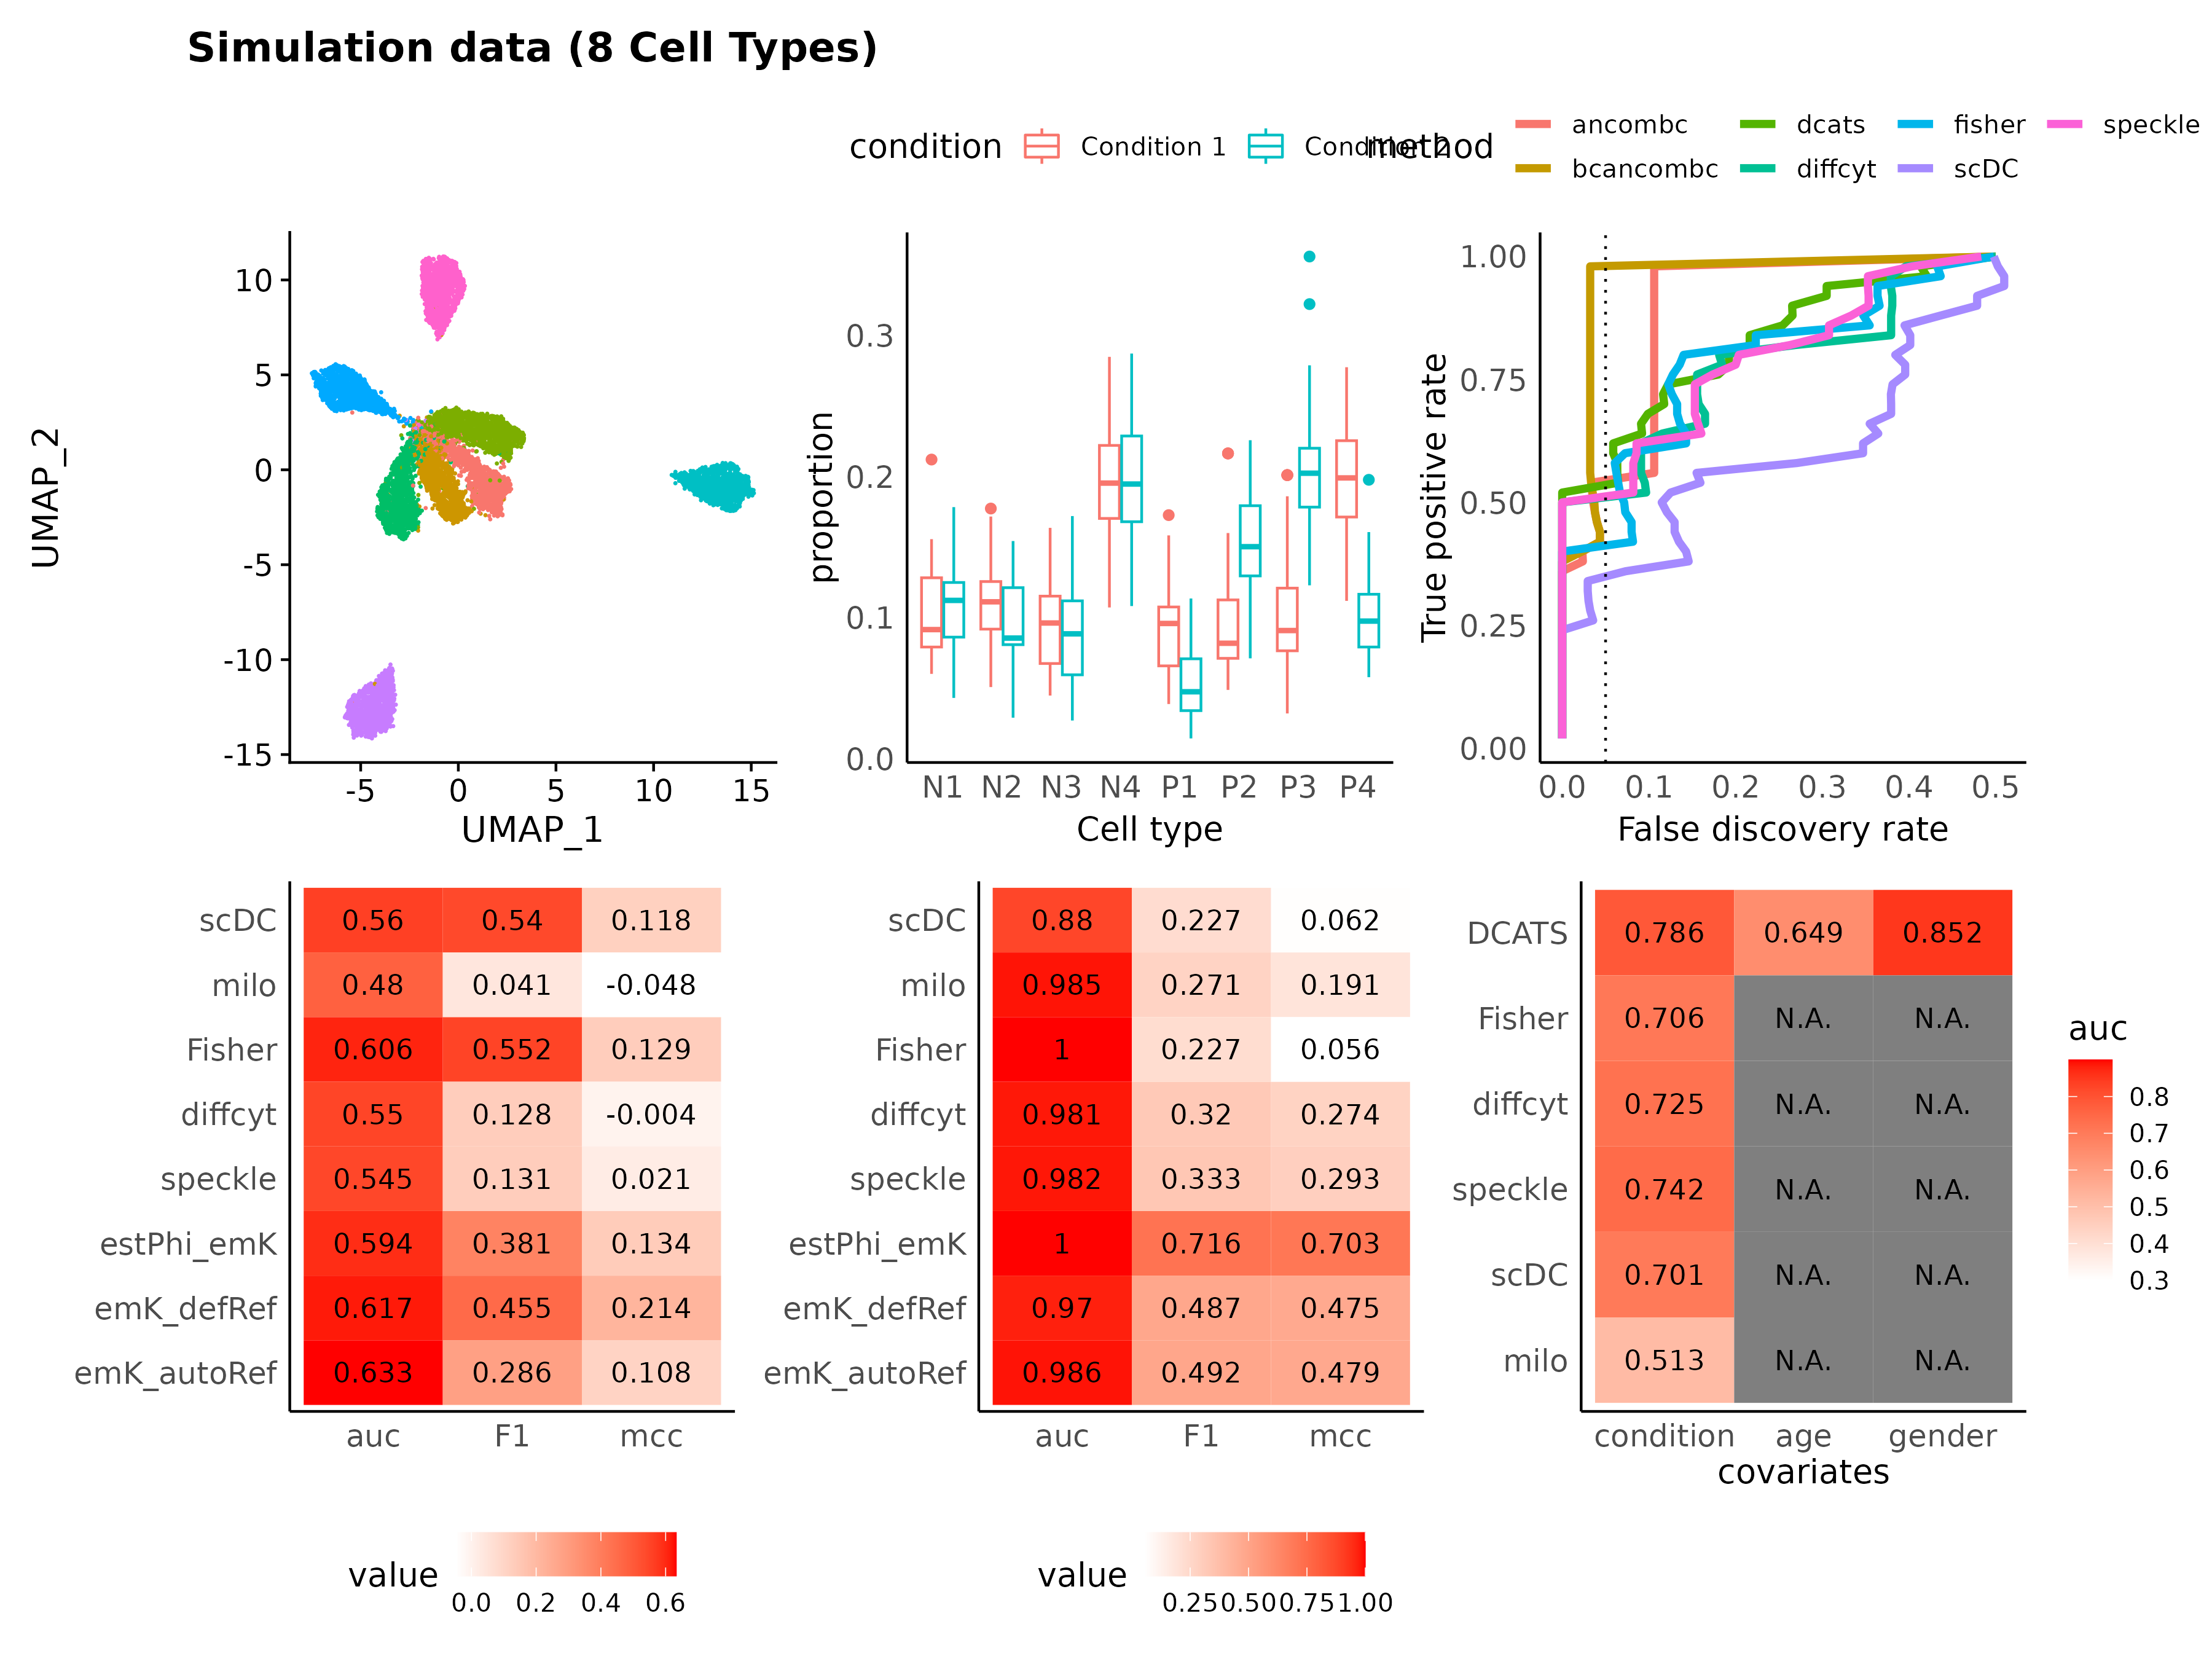 Simulation data (8 Cell Types)
condition Condition 1 Condition 2
method ancombc dcats fisher speckle
bcancombc diffcyt scDC
UMAP_2
10
5
0
-5
-10
-15
-5 0 5 10 15
UMAP_1
proportion
0.3
0.2
0.1
0.0
N1 N2 N3 N4 P1 P2 P3 P4
Cell type
True positive rate
1.00
0.75
0.50
0.25
0.00
0.0 0.1 0.2 0.3 0.4 0.5
False discovery rate
scDC 0.56 0.54 0.118
milo 0.48 0.041 -0.048
Fisher 0.606 0.552 0.129
diffcyt 0.55 0.128 -0.004
speckle 0.545 0.131 0.021
estPhi_emK 0.594 0.381 0.134
emK_defRef 0.617 0.455 0.214
emK_autoRef 0.633 0.286 0.108
auc F1 mcc
value
0.0 0.2 0.4 0.6
scDC 0.88 0.227 0.062
milo 0.985 0.271 0.191
Fisher 1 0.227 0.056
diffcyt 0.981 0.32 0.274
speckle 0.982 0.333 0.293
estPhi_emK 1 0.716 0.703
emK_defRef 0.97 0.487 0.475
emK_autoRef 0.986 0.492 0.479
auc F1 mcc
value
0.25 0.50 0.75 1.00
DCATS 0.786 0.649 0.852
Fisher 0.706 N.A. N.A.
diffcyt 0.725 N.A. N.A.
speckle 0.742 N.A. N.A.
scDC 0.701 N.A. N.A.
milo 0.513 N.A. N.A.
condition age gender
covariates
auc
0.8
0.7
0.6
0.5
0.4
0.3